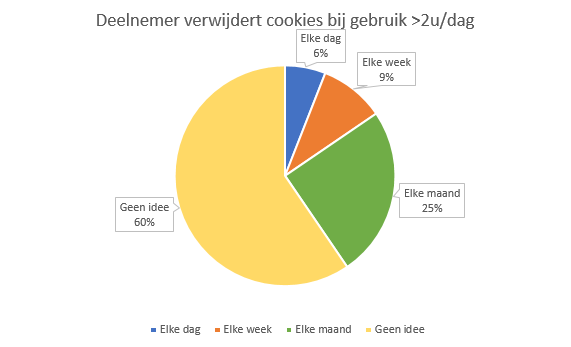 Deelnemer verwijdert cookies bij gebruik >2u/dag
Elke dag
6%
Elke week
9%
Elke maand
25%
Geen idee
60%
Elke dag
Elke week
Elke maand
Geen idee